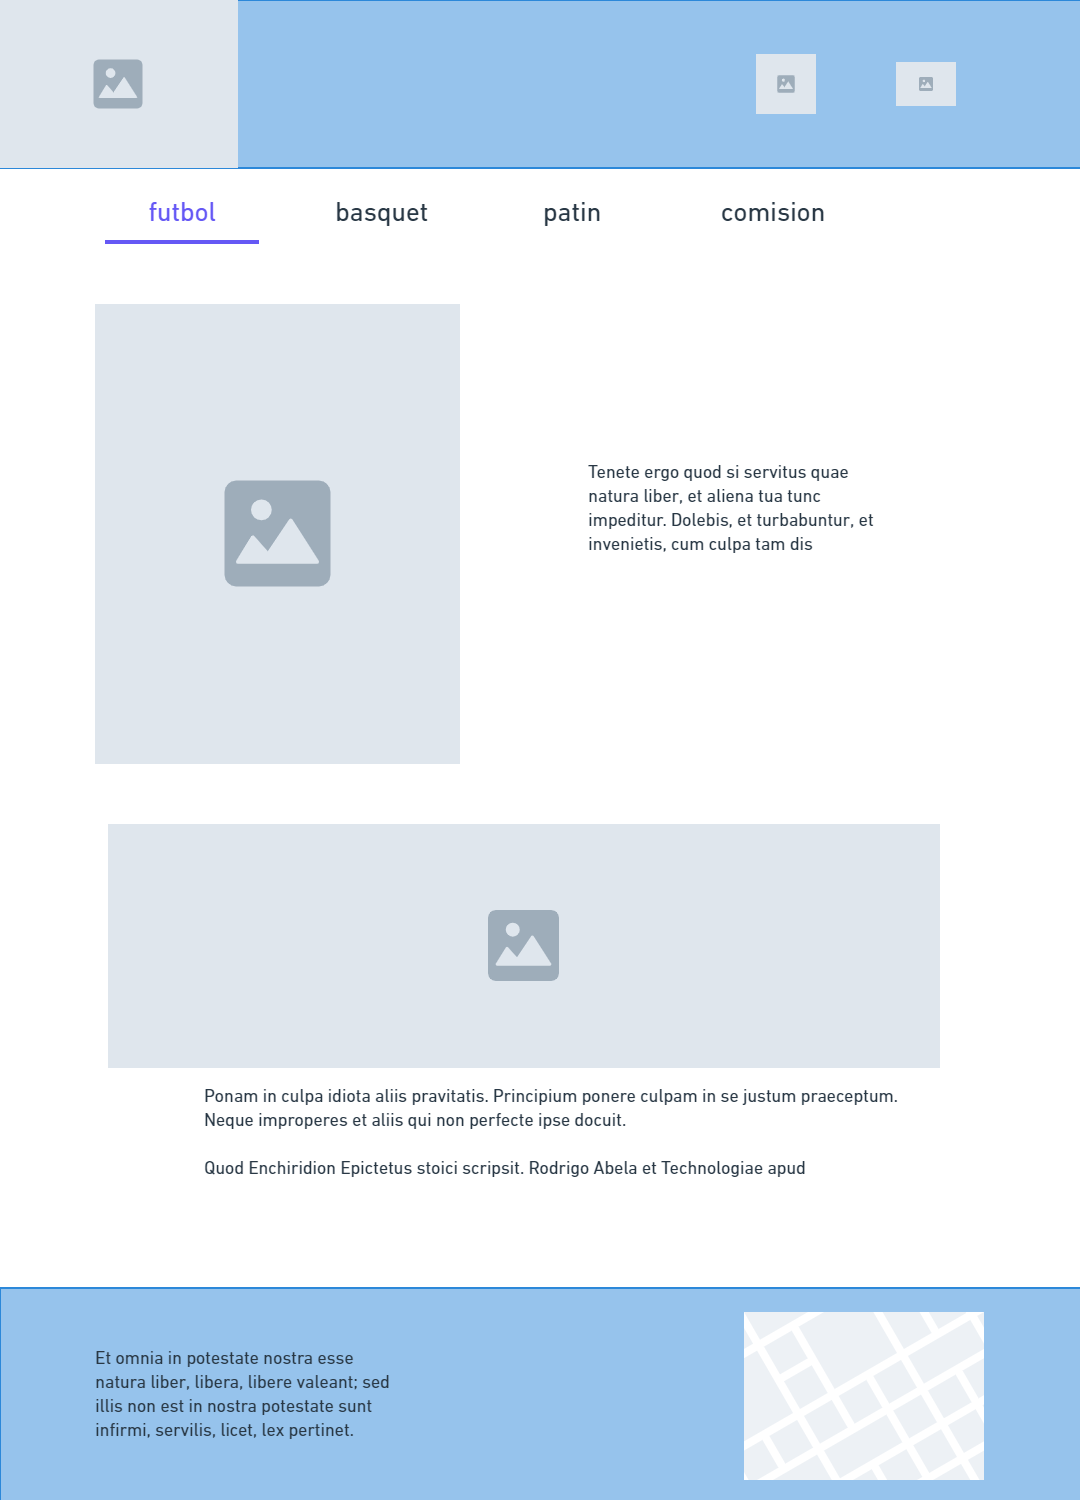 futbol basquet patin comision
Tenete ergo quod si servitus quae
natura liber, et aliena tua tunc
impeditur. Dolebis, et turbabuntur, et
invenietis, cum culpa tam dis
Ponam in culpa idiota aliis pravitatis. Principium ponere culpam in se justum praeceptum.
Neque improperes et aliis qui non perfecte ipse docuit.
Quod Enchiridion Epictetus stoici scripsit. Rodrigo Abela et Technologiae apud
Et omnia in potestate nostra esse
natura liber, libera, libere valeant; sed
illis non est in nostra potestate sunt
infirmi, servilis, licet, lex pertinet.